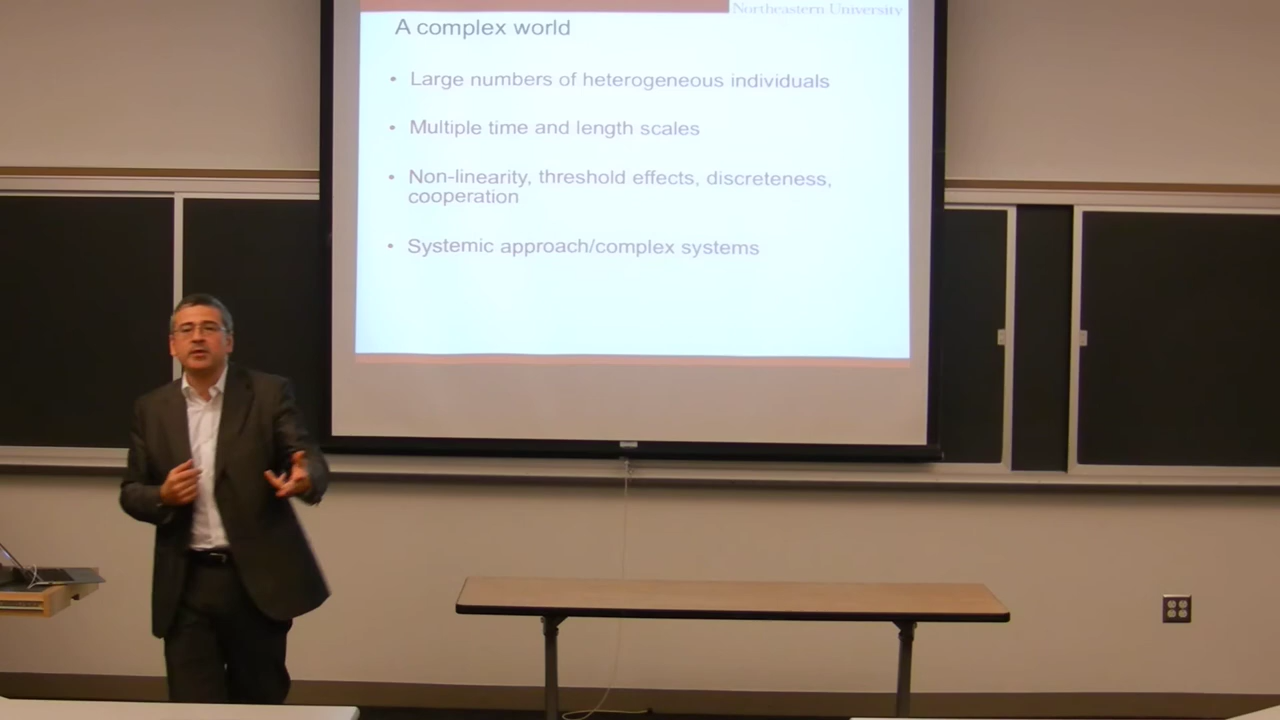 Northeastern University
A complex world
• Large numbers of heterogeneous individuals
• Multiple time and length scales
• Non-linearity, threshold effects, discreteness,
cooperation
• Systemic approach/complex systems